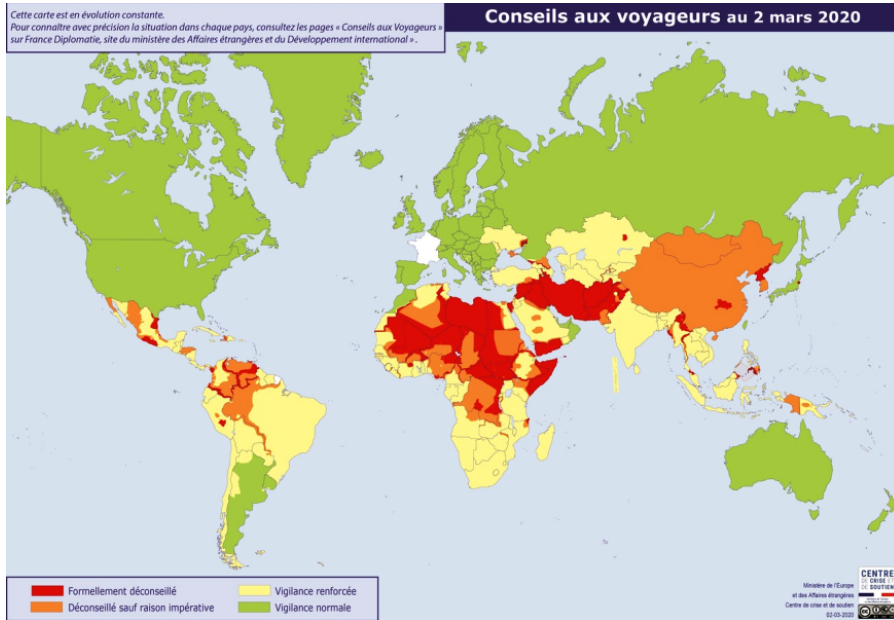 Cette carte est en évolution constante.
Pour connaître avec précision la situation dans chaque pays, consultez les pages « Conseils aux Voyageurs »
sur France Diplomatie, site du ministère des Affaires étrangères et du Développement international » .
Conseils aux voyageurs au 2 mars 2020
Formellement déconseillé
Déconseillé sauf raison impérative
Vigilance renforcée
Vigilance normale
Ministère de l'Europe
et des Affaires étrangères
Centre de crise et de soutien
02-03-2020
CENTRE
DE CRISE ET
DE SOUTIEN